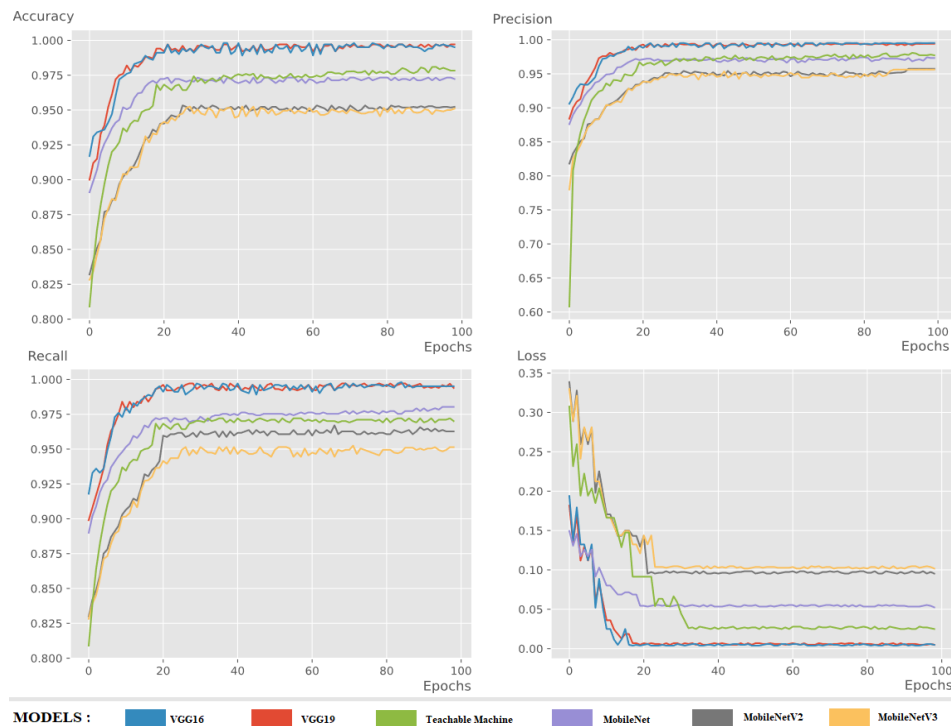 Accuracy
1.000
0.975
0.950
0.925
0.900
0.875
0.850
0.825
0.800
0 20 40 60 80 100
Epochs
Precision
1.00
0.95
0.90
0.85
0.80
0.75
0.70
0.65
0.60
0 20 40 60 80 100
Epochs
Recall
1.000
0.975
0.950
0.925
0.900
0.875
0.850
0.825
0.800
0 20 40 60 80 100
Epochs
Loss
0.35
0.30
0.25
0.20
0.15
0.10
0.05
0.00
0 20 40 60 80 100
Epochs
MODELS : VGG16 VGG19 Teachable Machine MobileNet MobileNetV2 MobileNetV3